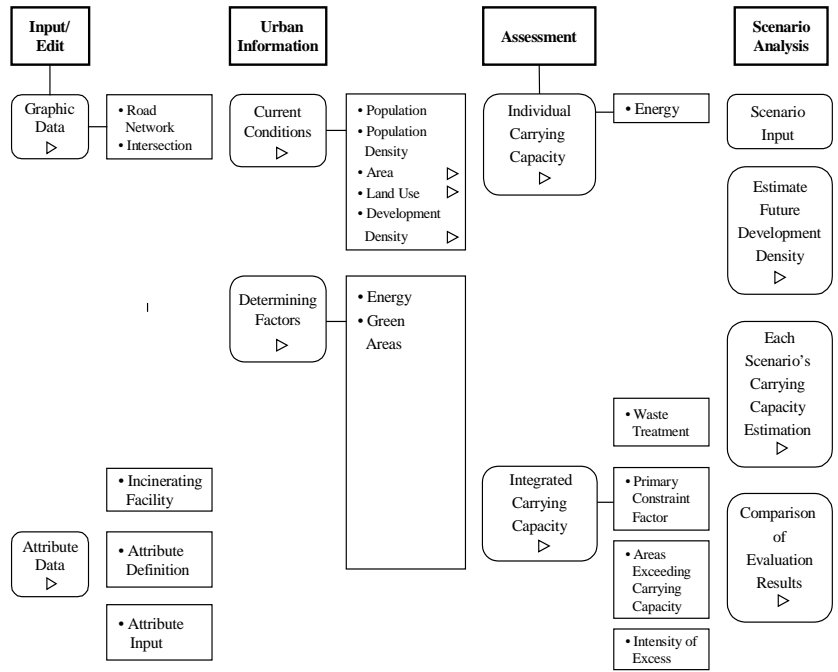 Input/
Edit
Graphic
Data
• Road
Network
• Intersection
• Incinerating
Facility
Attribute
Data
• Attribute
Definition
• Attribute
Input
Urban
Information
Current
Conditions
• Population
• Population
Density
• Area
• Land Use
• Development
Density
Determining
Factors
• Energy
• Green
Areas
Assessment
Individual
Carrying
Capacity
• Energy
• Waste
Treatment
Integrated
Carrying
Capacity
• Primary
Constraint
Factor
• Areas
Exceeding
Carrying
Capacity
• Intensity of
Excess
Scenario
Analysis
Scenario
Input
Estimate
Future
Development
Density
Each
Scenario's
Carrying
Capacity
Estimation
Comparison
of
Evaluation
Results